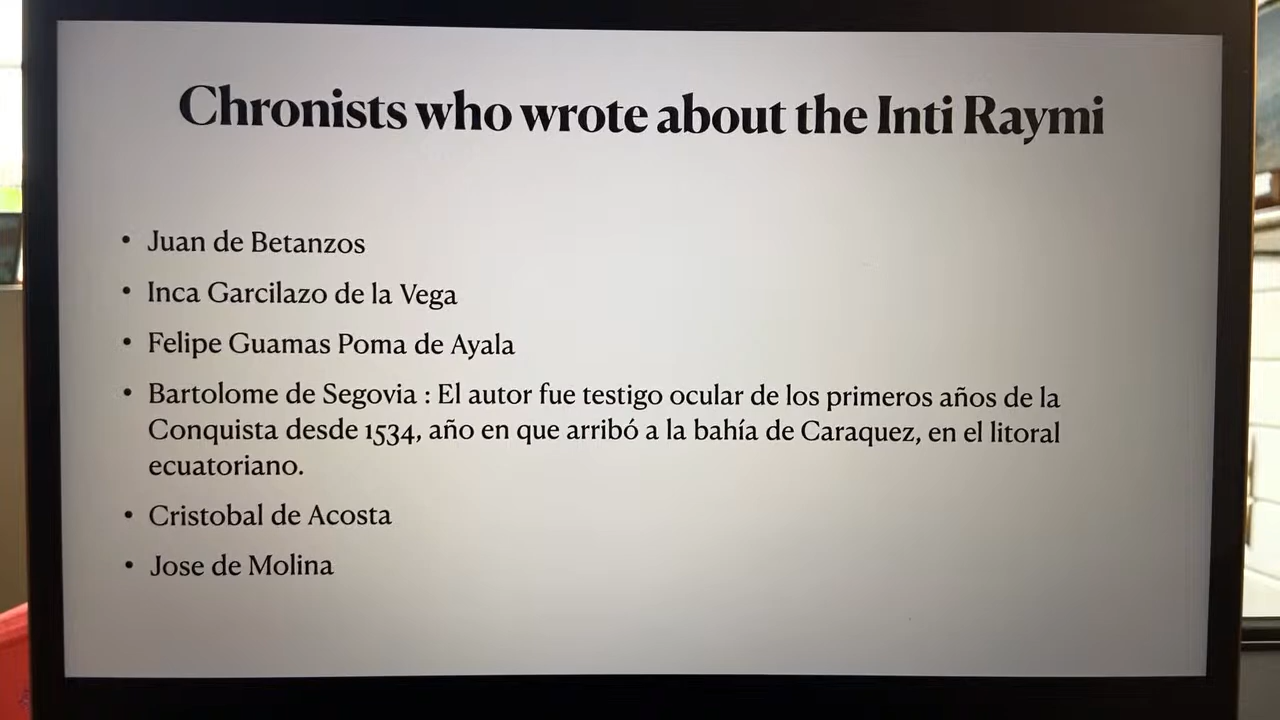 Chronists who wrote about the Inti Raymi
• Juan de Betanzos
• Inca Garcilazo de la Vega
• Felipe Guamas Poma de Ayala
• Bartolome de Segovia : El autor fue testigo ocular de los primeros años de la
Conquista desde 1534, año en que arribó a la bahía de Caraquez, en el litoral
ecuatoriano.
• Cristobal de Acosta
• Jose de Molina